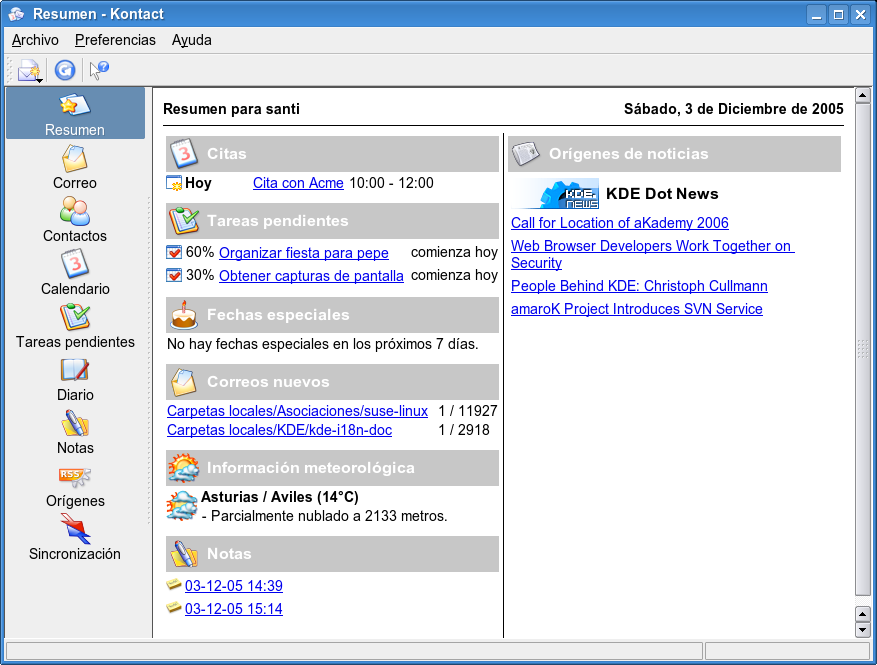 Resumen - Kontact
Archivo Preferencias Ayuda
Resumen
Correo
Contactos
Calendario
Tareas pendientes
Diario
Notas
Orígenes
Sincronización
Resumen para santi
Sábado, 3 de Diciembre de 2005
Citas
Hoy Cita con Acme 10:00 - 12:00
Tareas pendientes
60% Organizar fiesta para pepe comienza hoy
30% Obtener capturas de pantalla comienza hoy
Fechas especiales
No hay fechas especiales en los próximos 7 días.
Correos nuevos
Carpetas locales/Asociaciones/suse-linux 1 / 11927
Carpetas locales/KDE/kde-i18n-doc 1 / 2918
Información meteorológica
Asturias / Aviles (14°C)
- Parcialmente nublado a 2133 metros.
Notas
03-12-05 14:39
03-12-05 15:14
Orígenes de noticias
KDE.
NEWS
KDE Dot News
Call for Location of aKademy 2006
Web Browser Developers Work Together on
Security
People Behind KDE: Christoph Cullmann
amaroK Project Introduces SVN Service
3
3
RSS